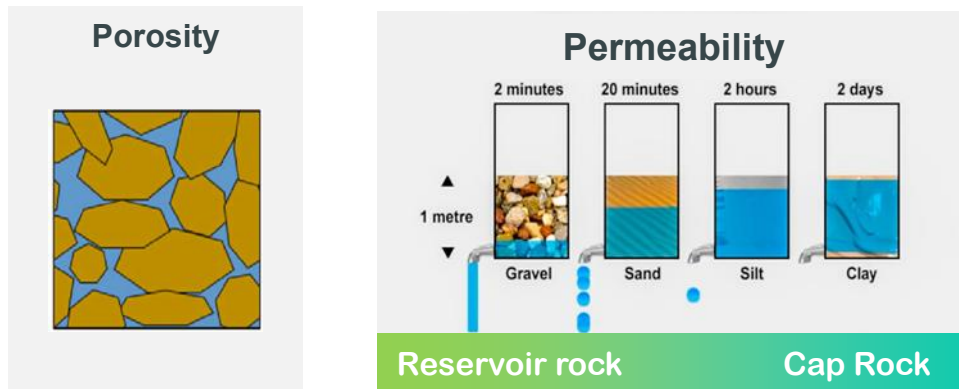 Porosity
Permeability
2 minutes
20 minutes
2 hours
2 days
1 metre
Gravel
Sand
Silt
Clay
Reservoir rock
Cap Rock